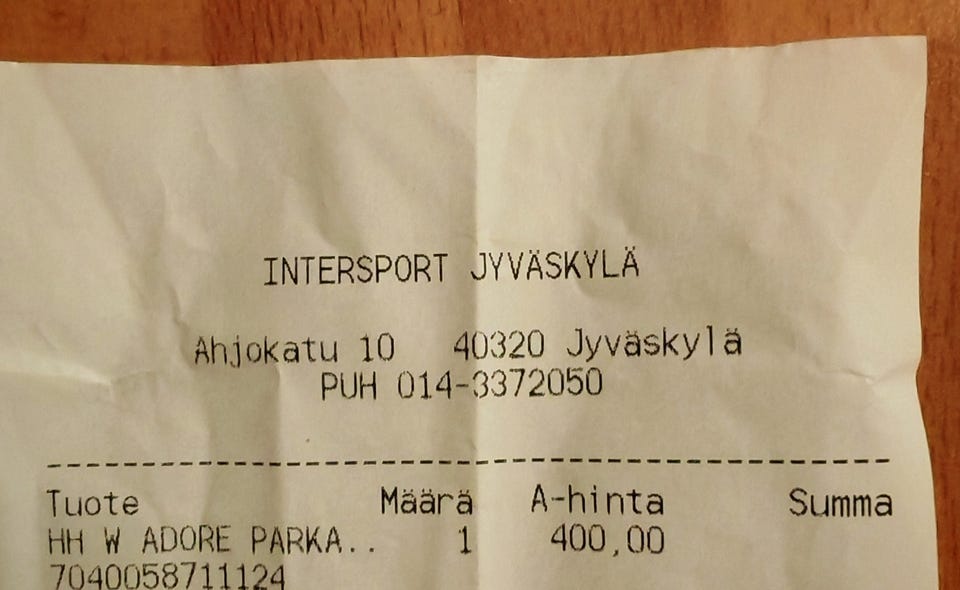 INTERSPORT JYVÄSKYLÄ
Ahjokatu 10 40320 Jyväskylä
PUH 014-3372050
Tuote Määrä A-hinta Summa
HH W ADORE PARKA.. 1 400,00
7040058711124